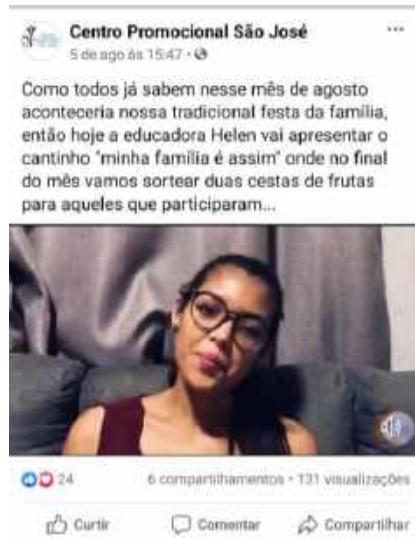 Centro Promocional São José
5 de ago às 15:47
Como todos já sabem nesse mês de agosto
aconteceria nossa tradicional festa da família,
então hoje a educadora Helen vai apresentar o
cantinho "minha família é assim" onde no final
do mês vamos sortear duas cestas de frutas
para aqueles que participaram...
24
6 compartilhamentos • 131 visualizações
Curtir
Comentar
Compartilhar